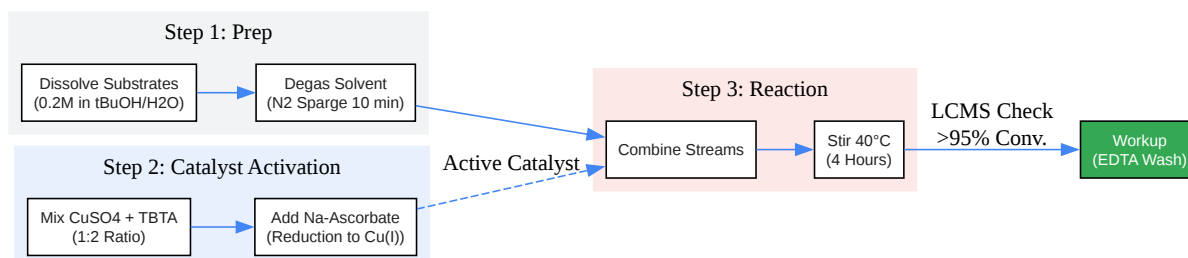 Step 1: Prep
Dissolve Substrates
(0.2M in tBuOH/H2O)
Degas Solvent
(N2 Sparge 10 min)
Step 2: Catalyst Activation
Mix CuSO4 + TBTA
(1:2 Ratio)
Add Na-Ascorbate
(Reduction to Cu(I))
Active Catalyst
Step 3: Reaction
Combine Streams
Stir 40°C
(4 Hours)
LCMS Check
>95% Conv.
Workup
(EDTA Wash)